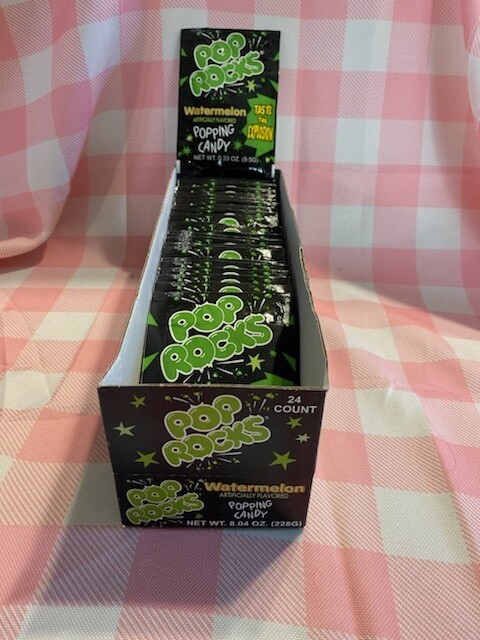 POP
ROCKS
Watermelon
ARTIFICIALLY FLAVORED
POPPING
CANDY
TASTE
THE
EXPLOSION
NET WT. 0.33 OZ. (9.5G)
POP
ROCKS
24
COUNT
POP
ROCKS
POP
ROCKS
Watermelon
ARTIFICIALLY FLAVORED
POPPING
CANDY
NET WT. 8.04 OZ. (228G)